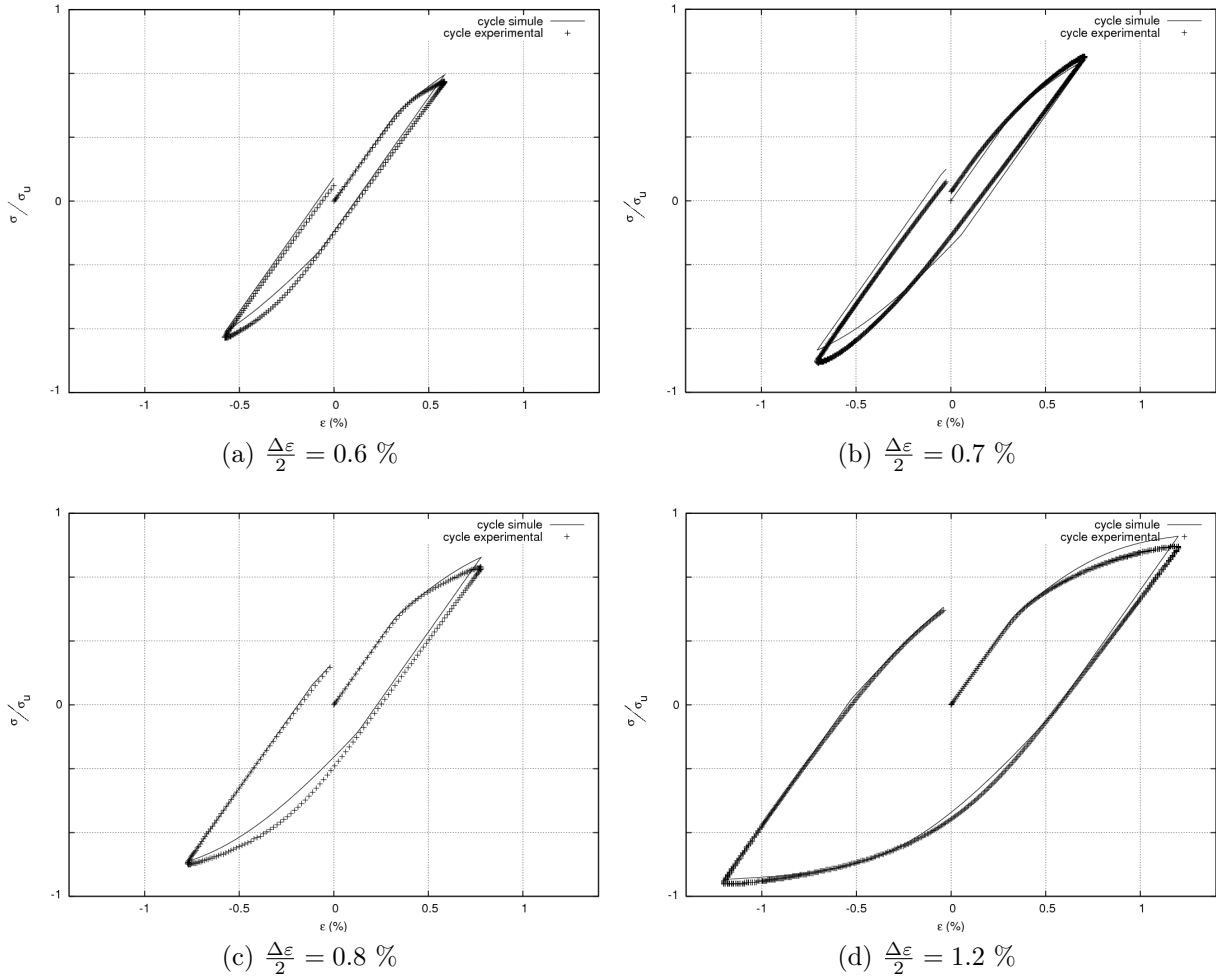 1
cycle simule
cycle experimental
σ/σu
0
-1
-1 -0.5 0 0.5 1
ε (%)
(a) Δε/2 = 0.6 %
1
cycle simule
cycle experimental
σ/σu
0
-1
-1 -0.5 0 0.5 1
ε (%)
(b) Δε/2 = 0.7 %
1
cycle simule
cycle experimental
σ/σu
0
-1
-1 -0.5 0 0.5 1
ε (%)
(c) Δε/2 = 0.8 %
1
cycle simule
cycle experimental
σ/σu
0
-1
-1 -0.5 0 0.5 1
ε (%)
(d) Δε/2 = 1.2 %